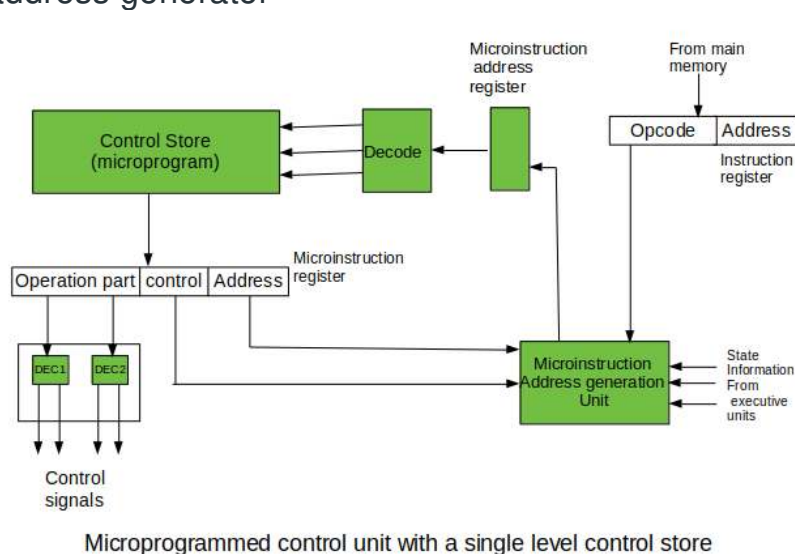 address generator
Microinstruction
address
register
From main
memory
Control Store
(microprogram)
Decode
Opcode
Address
Instruction
register
Microinstruction
register
Operation part
control
Address
DEC1
DEC2
Microinstruction
Address generation
Unit
State
Information
From
executive
units
Control
signals
Microprogrammed control unit with a single level control store